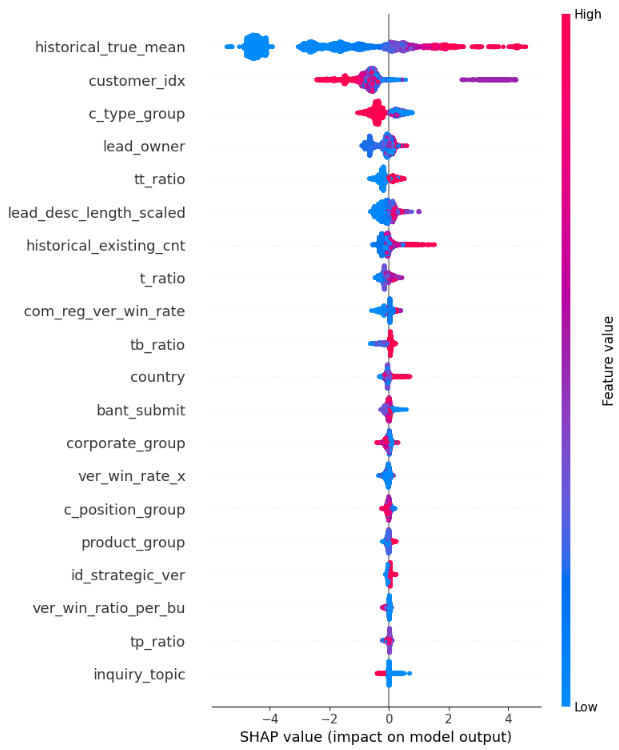 High
historical_true_mean
customer_idx
c_type_group
lead_owner
tt_ratio
lead_desc_length_scaled
historical_existing_cnt
t_ratio
com_reg_ver_win_rate
tb_ratio
country
bant_submit
corporate_group
ver_win_rate_x
c_position_group
product_group
id_strategic_ver
ver_win_ratio_per_bu
tp_ratio
inquiry_topic
Feature value
Low
−4 −2 0 2 4
SHAP value (impact on model output)